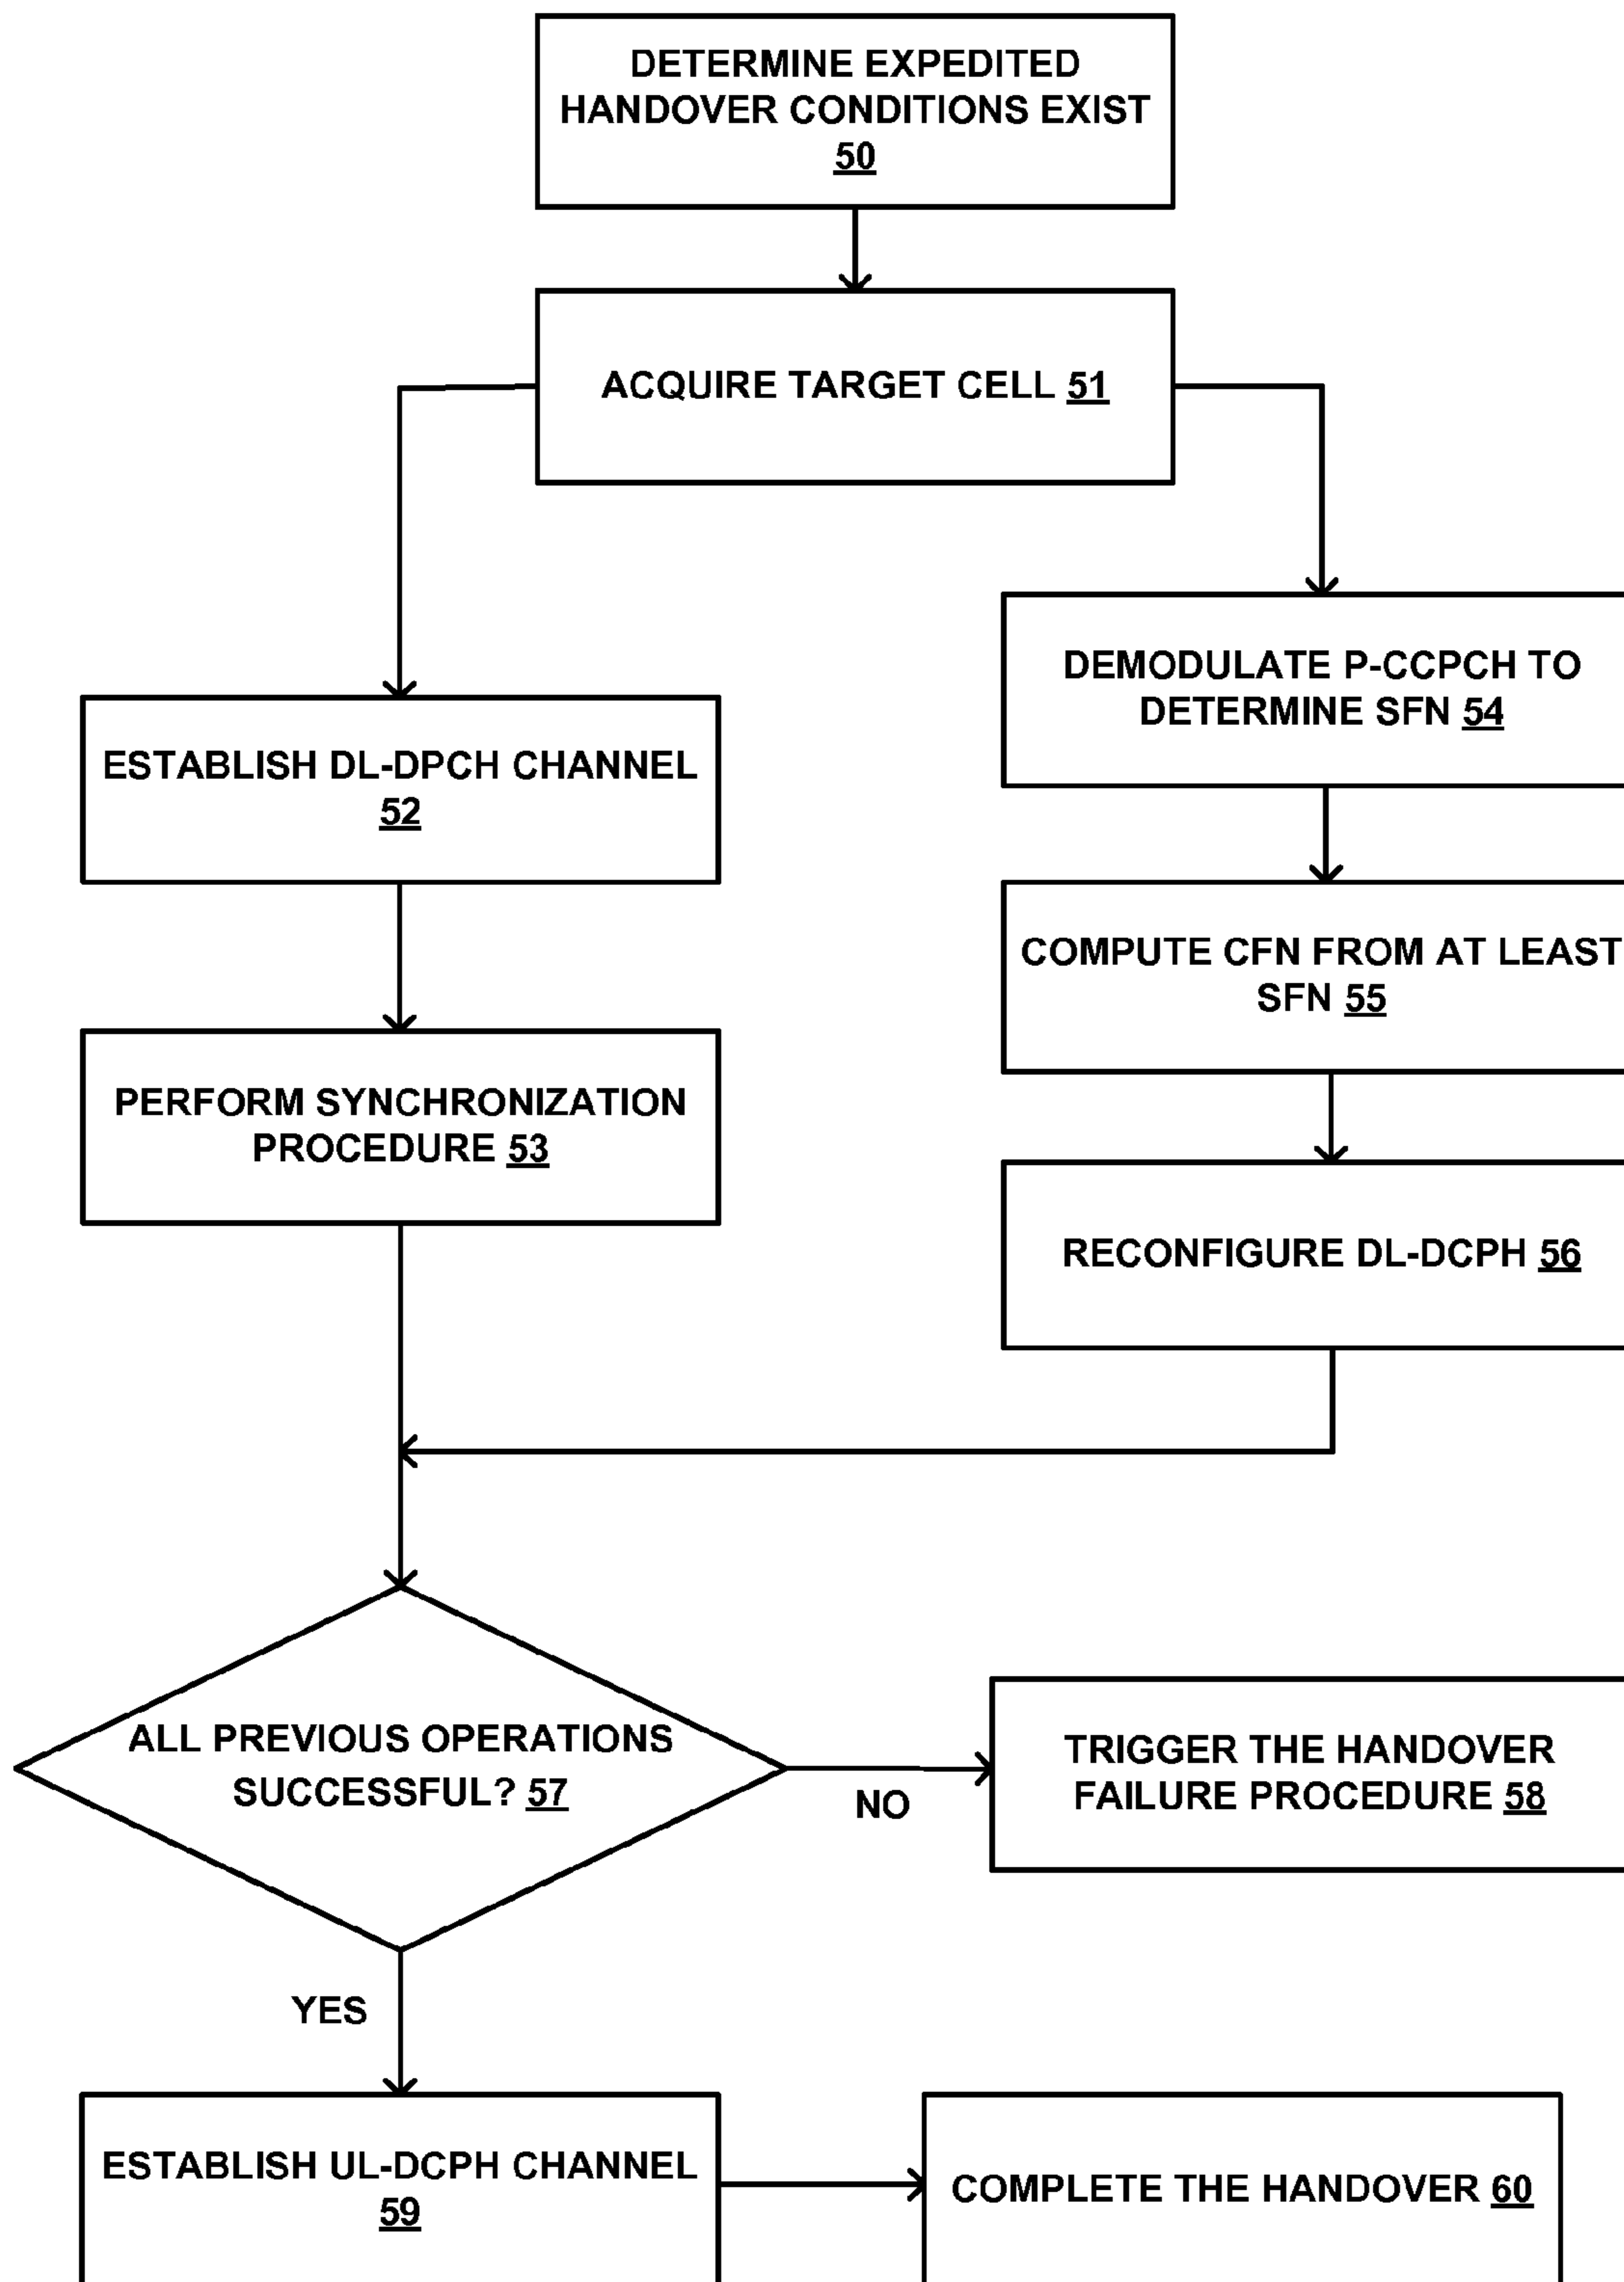 DETERMINE EXPEDITED
HANDOVER CONDITIONS EXIST
50
ACQUIRE TARGET CELL 51
DEMODULATE P-CCPCH TO
DETERMINE SFN 54
ESTABLISH DL-DPCH CHANNEL
52
COMPUTE CFN FROM AT LEAST
SFN 55
PERFORM SYNCHRONIZATION
PROCEDURE 53
RECONFIGURE DL-DCPH 56
ALL PREVIOUS OPERATIONS
SUCCESSFUL? 57
NO
TRIGGER THE HANDOVER
FAILURE PROCEDURE 58
YES
ESTABLISH UL-DCPH CHANNEL
59
COMPLETE THE HANDOVER 60